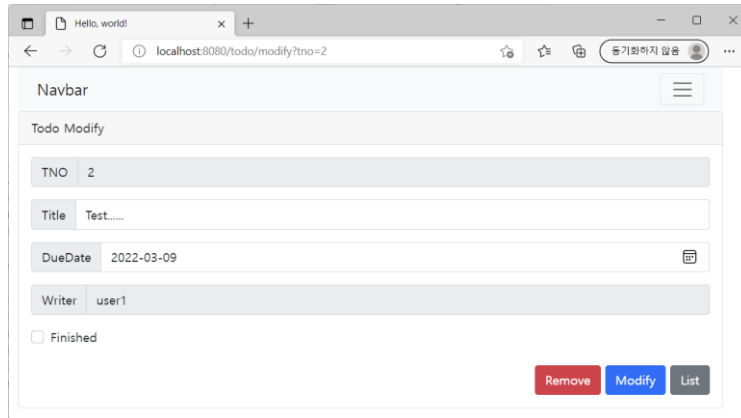 Hello, world!
localhost:8080/todo/modify?tno=2
동기화하지 않음
Navbar
Todo Modify
TNO 2
Title Test......
DueDate 2022-03-09
Writer user1
Finished
Remove Modify List